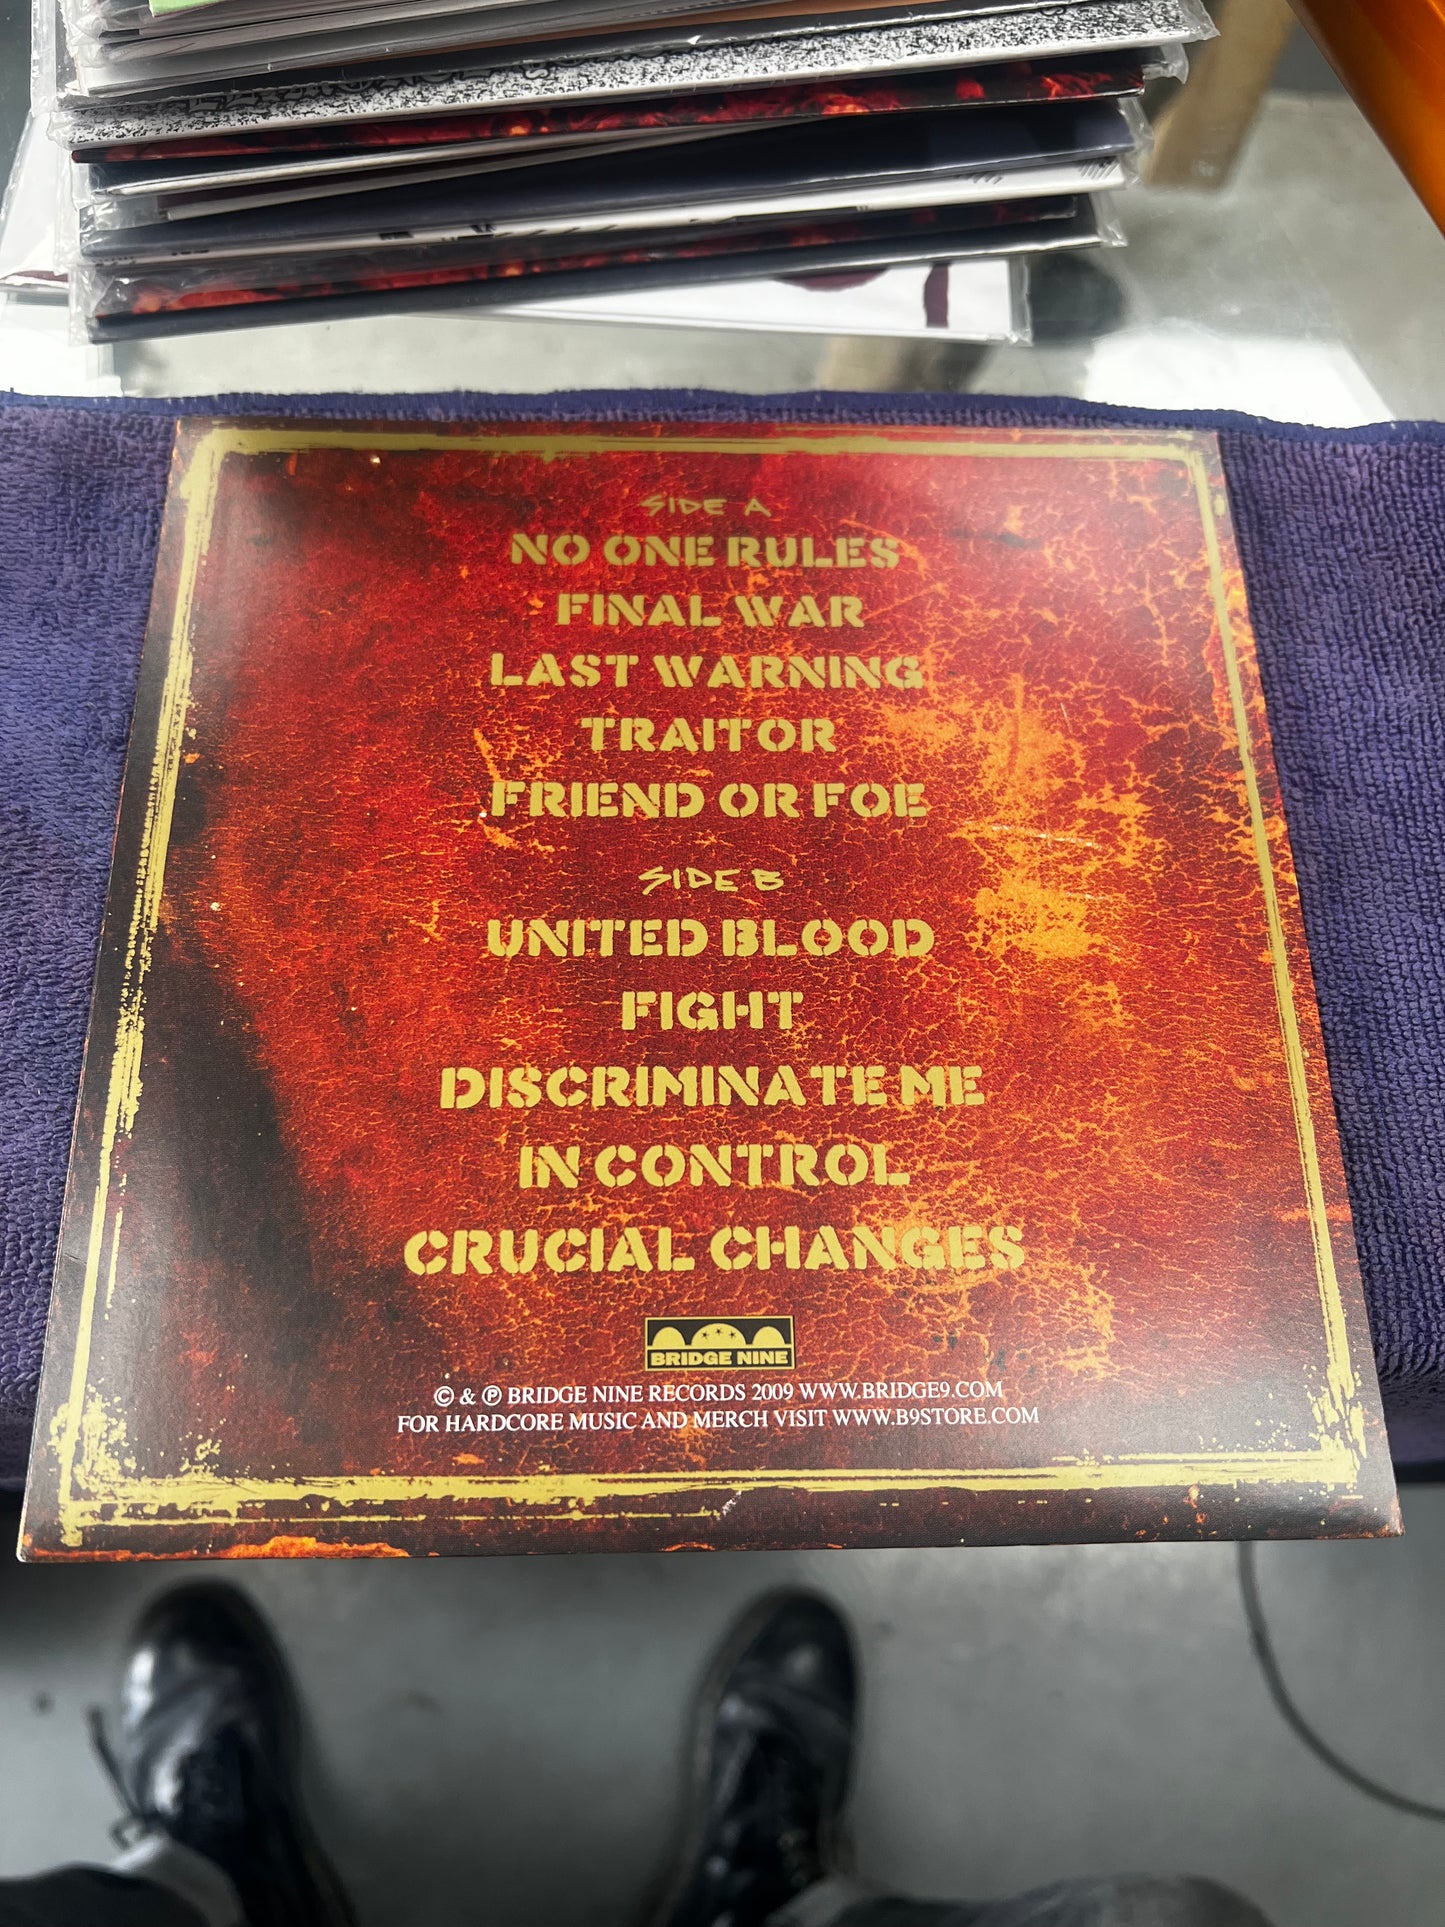 SIDE A
NO ONE RULES
FINAL WAR
LAST WARNING
TRAITOR
FRIEND OR FOE
SIDE B
UNITED BLOOD
FIGHT
DISCRIMINATE ME
IN CONTROL
CRUCIAL CHANGES
BRIDGE NINE
© & ℗ BRIDGE NINE RECORDS 2009 WWW.BRIDGE9.COM
FOR HARDCORE MUSIC AND MERCH VISIT WWW.B9STORE.COM